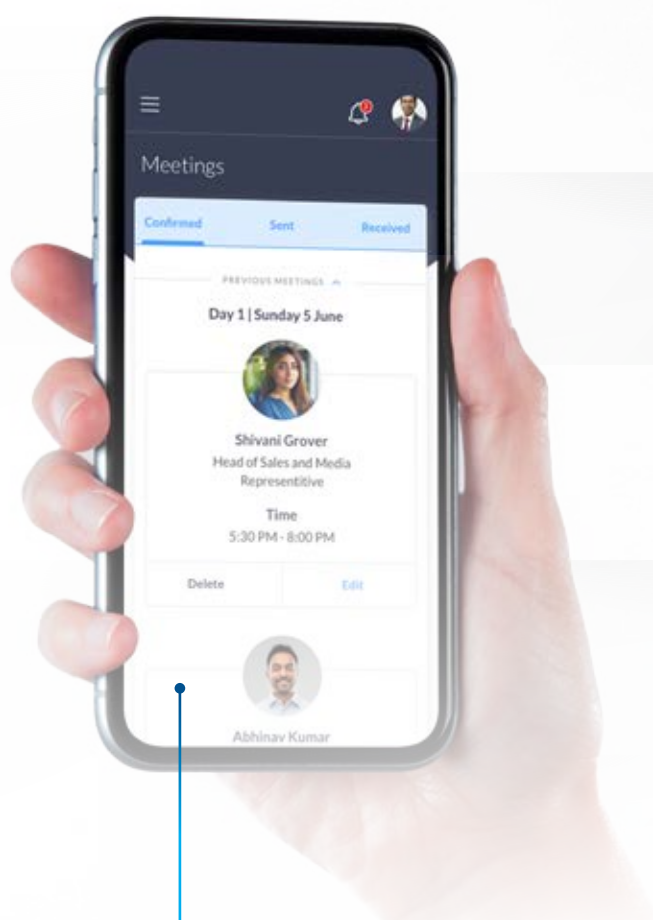 Meetings
Confirmed Sent Received
PREVIOUS MEETINGS
Day 1 | Sunday 5 June
Shivani Grover
Head of Sales and Media
Representitive
Time
5:30 PM - 8:00 PM
Delete Edit
Abhinav Kumar